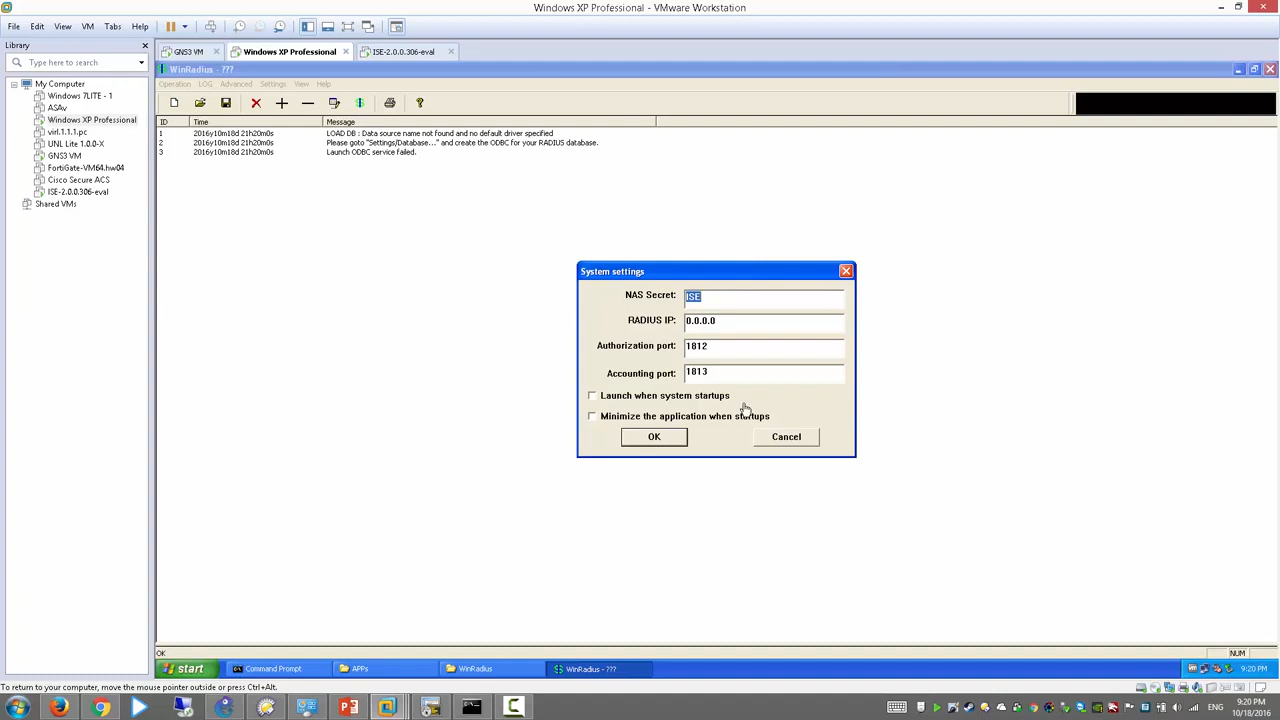 Windows XP Professional - VMware Workstation
File Edit View VM Tabs Help
Library
Type here to search
My Computer
Windows 7LITE - 1
ASAv
Windows XP Professional
virl.1.1.1.pc
UNL Lite 1.0.0-X
GNS3 VM
FortiGate-VM64.hw04
Cisco Secure ACS
ISE-2.0.0.306-eval
Shared VMs
GNS3 VM Windows XP Professional ISE-2.0.0.306-eval
WinRadius - ???
Operation LOG Advanced Settings View Help
ID Time Message
1 2016y10m18d 21h20m0s LOAD DB : Data source name not found and no default driver specified
2 2016y10m18d 21h20m0s Please goto "Settings/Database..." and create the ODBC for your RADIUS database.
3 2016y10m18d 21h20m0s Launch ODBC service failed.
System settings
NAS Secret: ISE
RADIUS IP: 0.0.0.0
Authorization port: 1812
Accounting port: 1813
Launch when system startups
Minimize the application when startups
OK Cancel
OK NUM
start Command Prompt APPs WinRadius WinRadius - ??? 9:20 PM
To return to your computer, move the mouse pointer outside or press Ctrl+Alt.
ENG 9:20 PM
10/18/2016